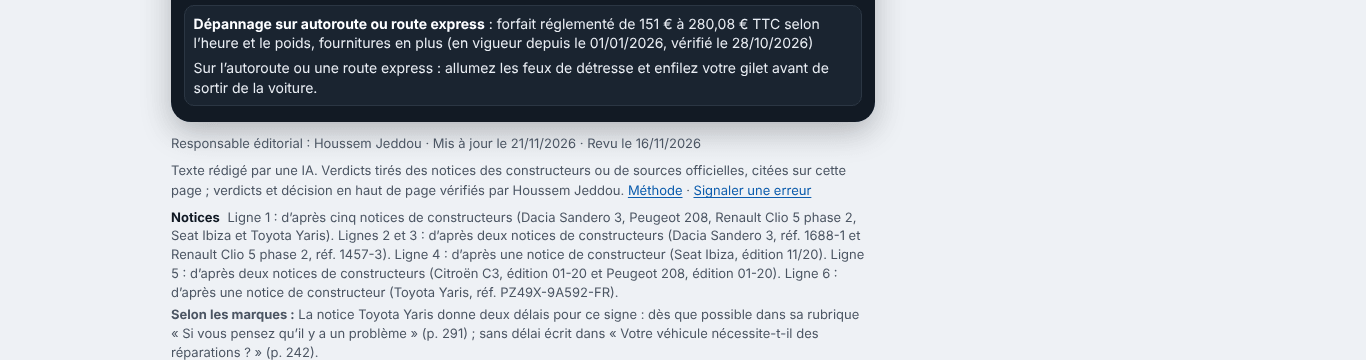 Dépannage sur autoroute ou route express : forfait réglementé de 151 € à 280,08 € TTC selon
l’heure et le poids, fournitures en plus (en vigueur depuis le 01/01/2026, vérifié le 28/10/2026)
Sur l’autoroute ou une route express : allumez les feux de détresse et enfilez votre gilet avant de
sortir de la voiture.
Responsable éditorial : Houssem Jeddou · Mis à jour le 21/11/2026 · Revu le 16/11/2026
Texte rédigé par une IA. Verdicts tirés des notices des constructeurs ou de sources officielles, citées sur cette
page ; verdicts et décision en haut de page vérifiés par Houssem Jeddou. Méthode · Signaler une erreur
Notices Ligne 1 : d’après cinq notices de constructeurs (Dacia Sandero 3, Peugeot 208, Renault Clio 5 phase 2,
Seat Ibiza et Toyota Yaris). Lignes 2 et 3 : d’après deux notices de constructeurs (Dacia Sandero 3, réf. 1688-1 et
Renault Clio 5 phase 2, réf. 1457-3). Ligne 4 : d’après une notice de constructeur (Seat Ibiza, édition 11/20). Ligne
5 : d’après deux notices de constructeurs (Citroën C3, édition 01-20 et Peugeot 208, édition 01-20). Ligne 6 :
d’après une notice de constructeur (Toyota Yaris, réf. PZ49X-9A592-FR).
Selon les marques : La notice Toyota Yaris donne deux délais pour ce signe : dès que possible dans sa rubrique
« Si vous pensez qu’il y a un problème » (p. 291) ; sans délai écrit dans « Votre véhicule nécessite-t-il des
réparations ? » (p. 242).